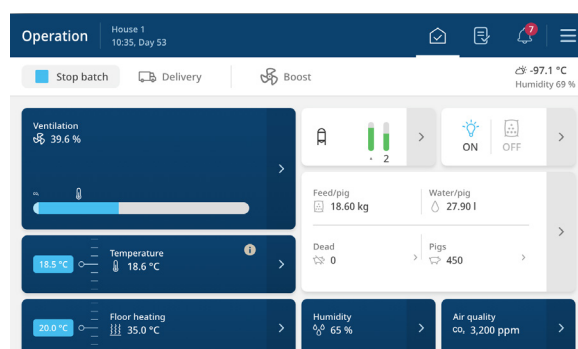 Operation
House 1
10:35, Day 53
7
Stop batch
Delivery
Boost
-97.1 °C
Humidity 69 %
Ventilation
39.6 %
2
ON
OFF
Feed/pig
18.60 kg
Water/pig
27.90 l
Dead
0
Pigs
450
18.5 °C
Temperature
18.6 °C
i
20.0 °C
Floor heating
35.0 °C
Humidity
65 %
Air quality
CO₂ 3,200 ppm